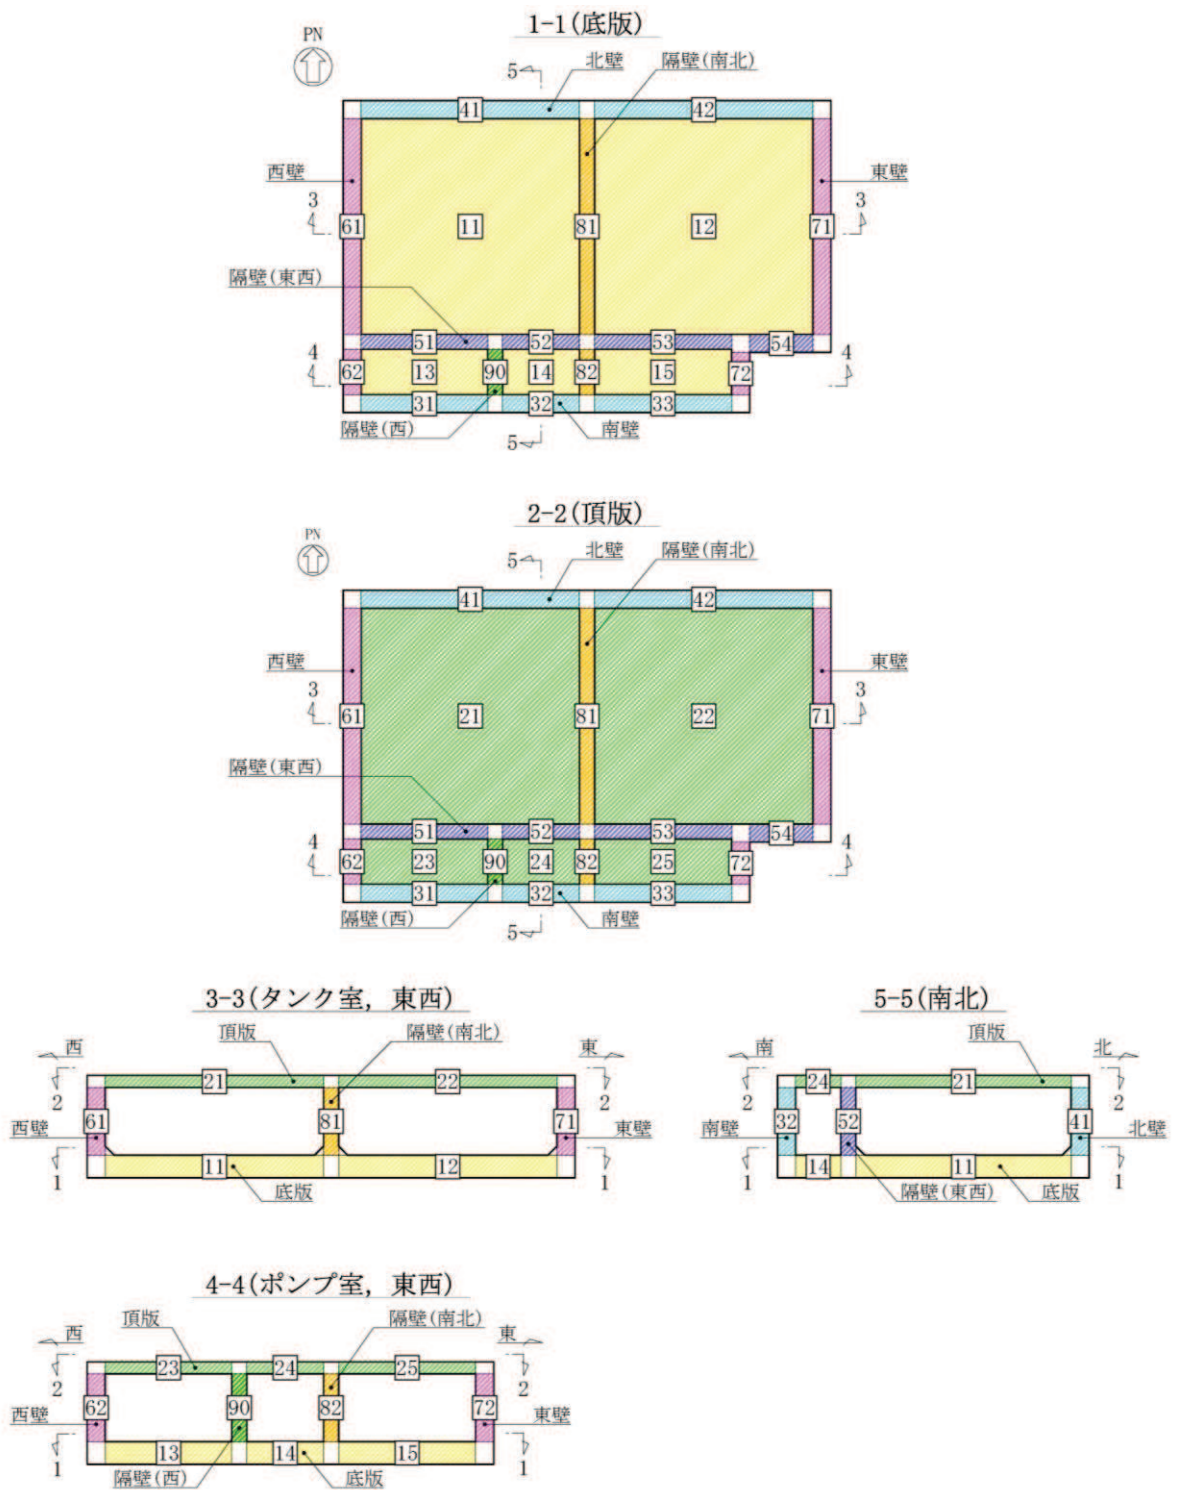 1-1(底版)
PN
5
北壁
隔壁(南北)
41
42
西壁
東壁
3
3
61
11
81
12
71
隔壁(東西)
51
52
53
54
4
4
62
13
90
14
82
15
72
31
32
33
隔壁(西)
5
南壁
2-2(頂版)
PN
5
北壁
隔壁(南北)
41
42
西壁
東壁
3
3
61
21
81
22
71
隔壁(東西)
51
52
53
54
4
4
62
23
90
24
82
25
72
31
32
33
隔壁(西)
5
南壁
3-3(タンク室, 東西)
頂版
隔壁(南北)
西
東
21
22
2
2
61
81
71
西壁
東壁
11
12
1
1
底版
5-5(南北)
頂版
南
北
24
21
2
2
32
52
41
南壁
北壁
14
11
1
1
隔壁(東西)
底版
4-4(ポンプ室, 東西)
頂版
隔壁(南北)
西
東
23
24
25
2
2
62
90
82
72
西壁
東壁
13
14
15
1
1
隔壁(西)
底版